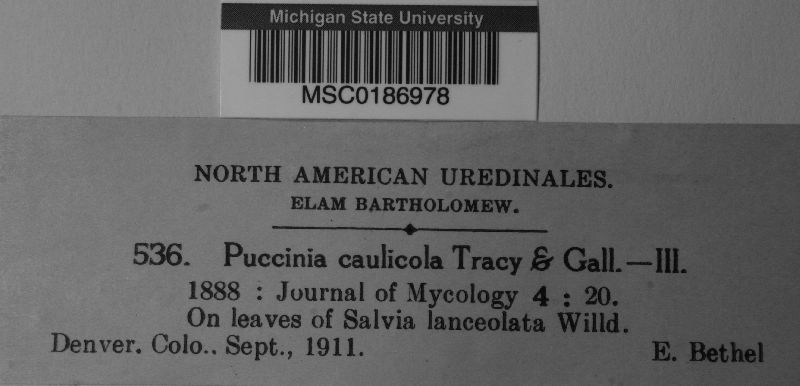 Michigan State University
MSC0186978
NORTH AMERICAN UREDINALES.
ELAM BARTHOLOMEW.
536. Puccinia caulicola Tracy & Gall.—III.
1888 : Journal of Mycology 4 : 20.
On leaves of Salvia lanceolata Willd.
Denver. Colo.. Sept., 1911. E. Bethel